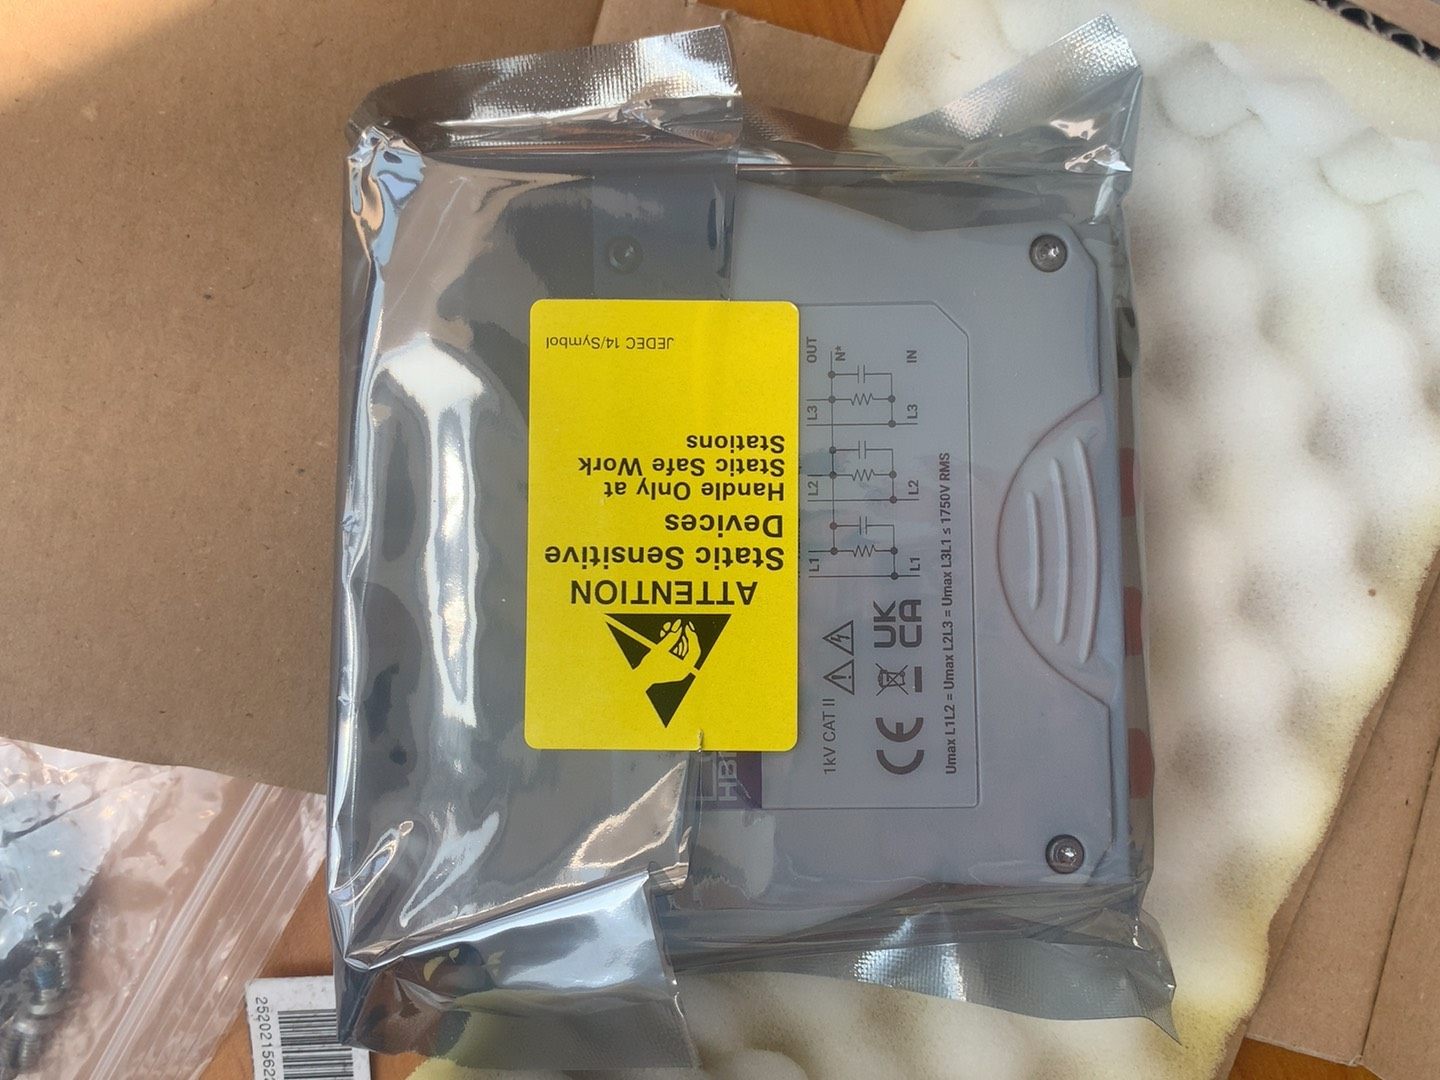 ATTENTION
Static Sensitive
Devices
Handle Only at
Static Safe Work
Stations
JEDEC 14/Symbol
OUT
N*
L1 L2 L3
L1 L2 L3
IN
1kV CAT II
CE
UK
CA
Umax L1L2 = Umax L2L3 = Umax L3L1 ≤ 1750V RMS